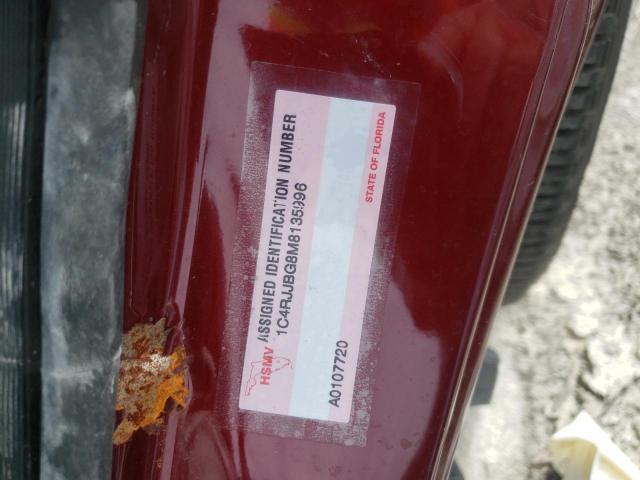 ASSIGNED IDENTIFICATION NUMBER
1C4RJJBG8M8135996
HSMV
A0107720
STATE OF FLORIDA